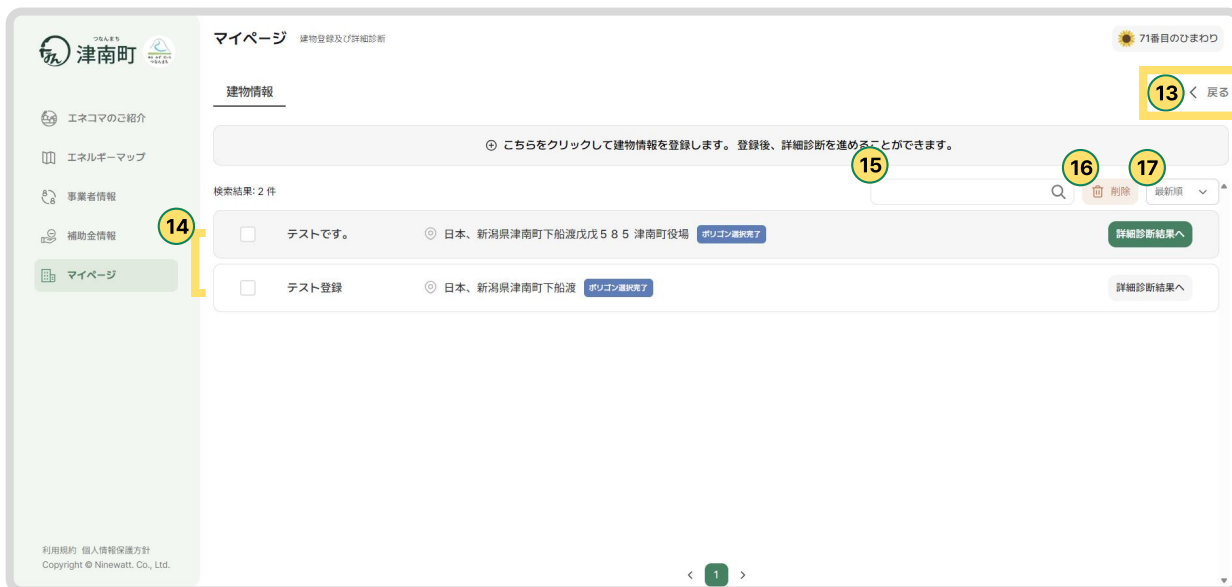 つなんまち
津南町
マイページ 建物登録及び詳細診断
71番目のひまわり
建物情報
13 戻る
エネコマのご紹介
エネルギーマップ
事業者情報
補助金情報
マイページ
こちらをクリックして建物情報を登録します。登録後、詳細診断を進めることができます。
15
16
17
検索結果: 2 件
削除
最新順
14
テストです。 日本、新潟県津南町下船渡戊戊５８５ 津南町役場 ポリゴン選択完了 詳細診断結果へ
テスト登録 日本、新潟県津南町下船渡 ポリゴン選択完了 詳細診断結果へ
利用規約 個人情報保護方針
Copyright © Ninewatt. Co., Ltd.
1